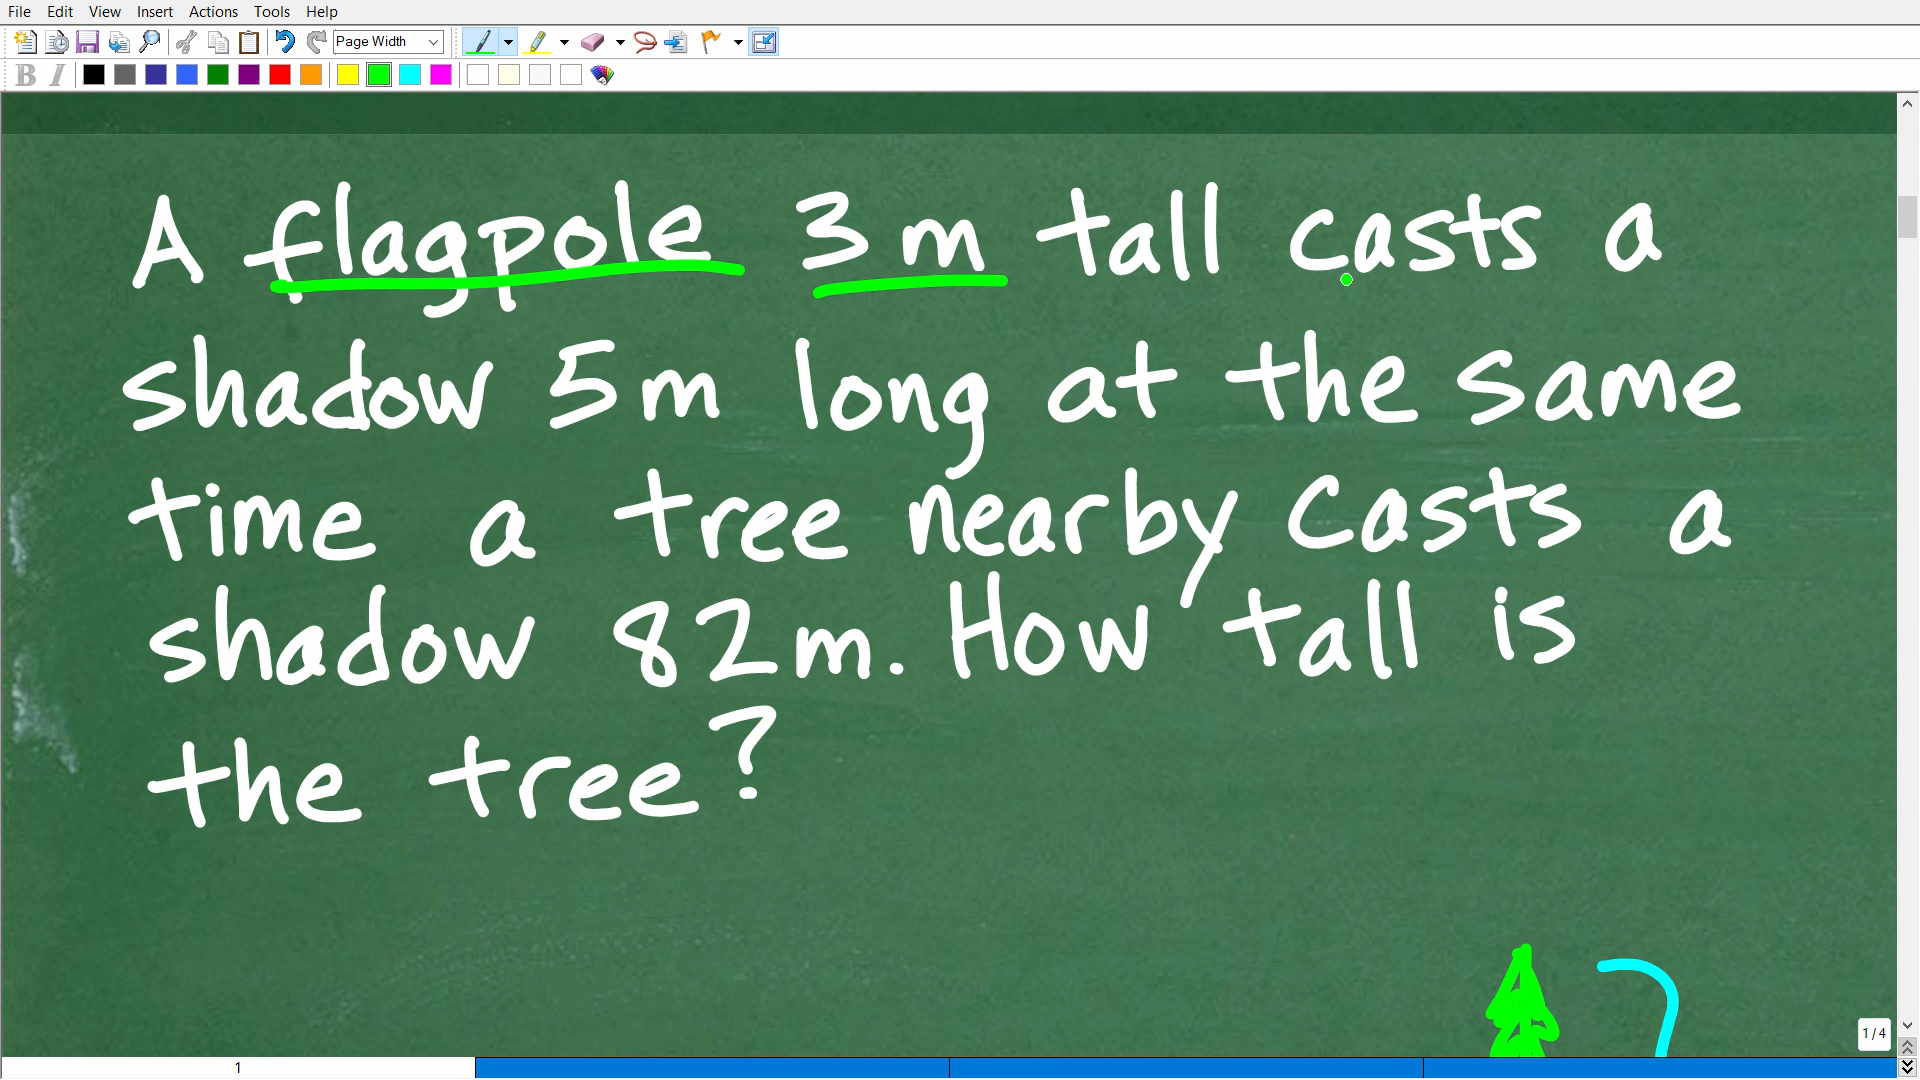 File Edit View Insert Actions Tools Help
Page Width
B I
A flagpole 3m tall casts a
shadow 5m long at the same
time a tree nearby casts a
shadow 82m. How tall is
the tree?
?
1/4
1